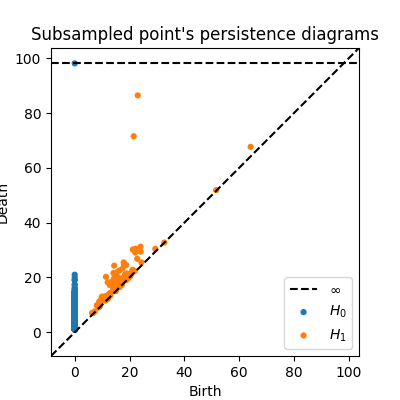 Subsampled point's persistence diagrams
100
80
60
40
20
0
Death
∞
H₀
H₁
0 20 40 60 80 100
Birth